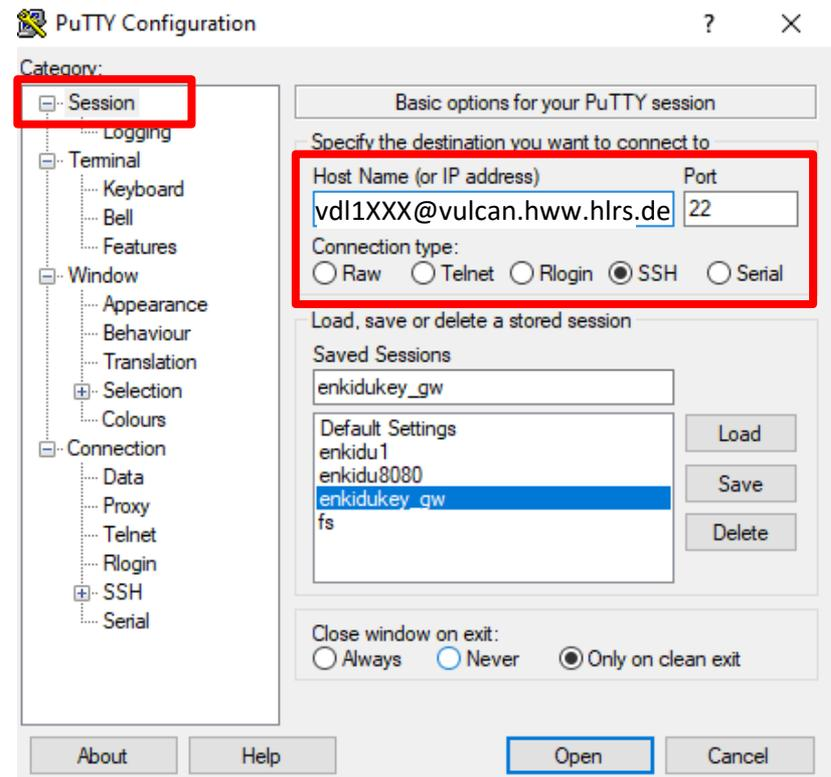 PuTTY Configuration
? ×
Category:
Session
Logging
Terminal
Keyboard
Bell
Features
Window
Appearance
Behaviour
Translation
Selection
Colours
Connection
Data
Proxy
Telnet
Rlogin
SSH
Serial
Basic options for your PuTTY session
Specify the destination you want to connect to
Host Name (or IP address) Port
vdl1XXX@vulcan.hww.hlrs.de 22
Connection type:
Raw Telnet Rlogin SSH Serial
Load, save or delete a stored session
Saved Sessions
enkidukey_gw
Default Settings
enkidu1
enkidu8080
enkidukey_gw
fs
Load
Save
Delete
Close window on exit:
Always Never Only on clean exit
About Help Open Cancel